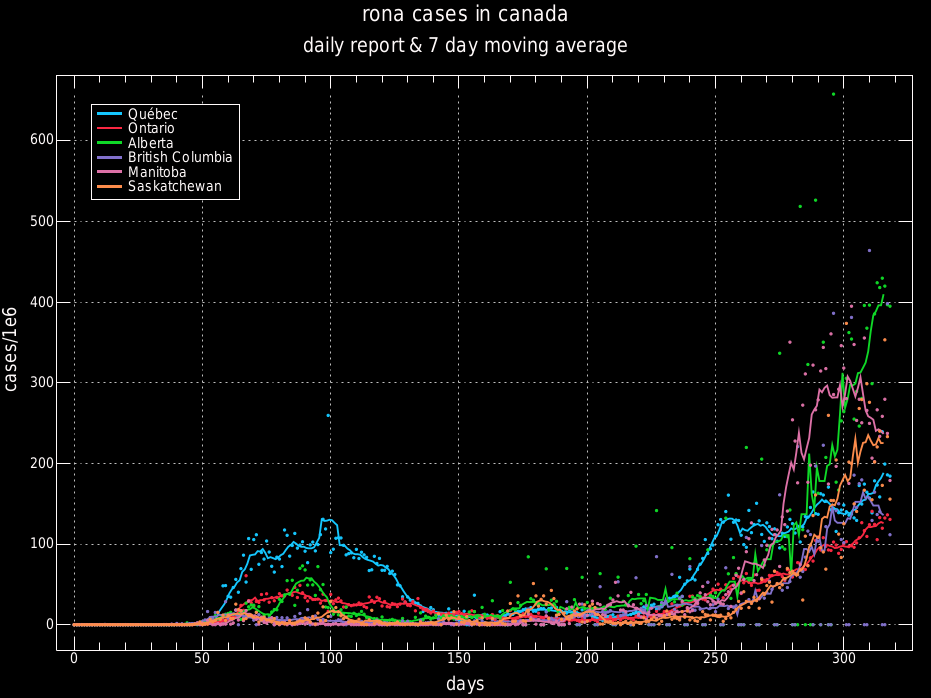 rona cases in canada
daily report & 7 day moving average
Québec
Ontario
Alberta
British Columbia
Manitoba
Saskatchewan
600
500
400
300
200
100
0
cases/1e6
0 50 100 150 200 250 300
days